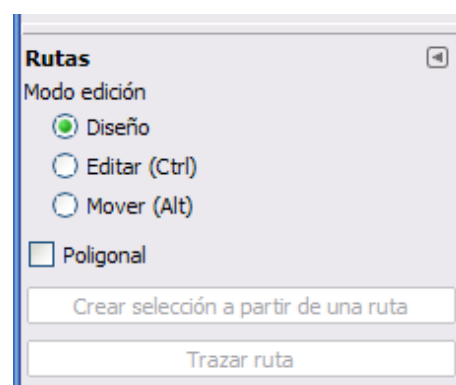 Rutas
Modo edición
Diseño
Editar (Ctrl)
Mover (Alt)
Poligonal
Crear selección a partir de una ruta
Trazar ruta